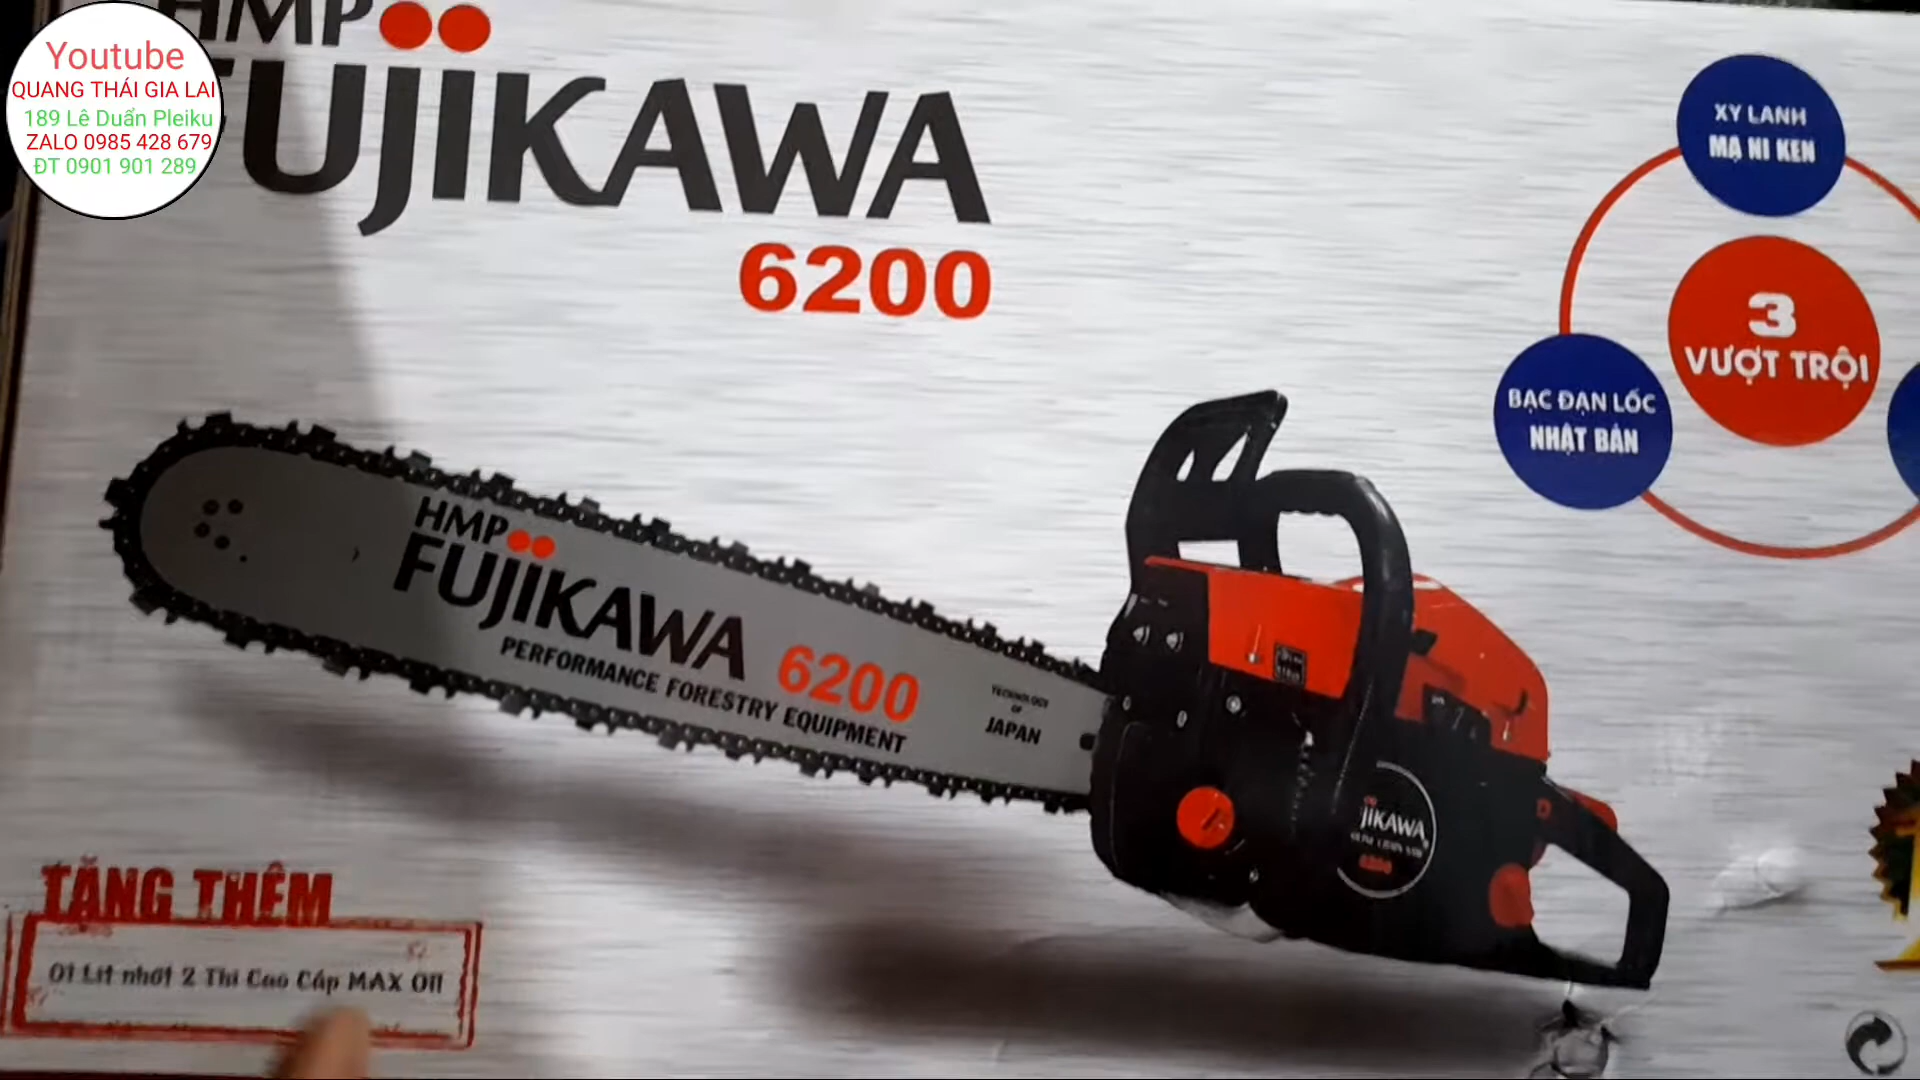 Youtube
QUANG THÁI GIA LAI
189 Lê Duẩn Pleiku
ZALO 0985 428 679
ĐT 0901 901 289
HMP
FUJIKAWA
6200
XY LANH
MẠ NI KEN
3
VƯỢT TRỘI
BẠC ĐẠN LỐC
NHẬT BẢN
HMP
FUJIKAWA 6200
PERFORMANCE FORESTRY EQUIPMENT
TECHNOLOGY
OF
JAPAN
JIKAWA
6200
TẶNG THÊM
01 Lít nhớt 2 Thì Cao Cấp MAX Oil